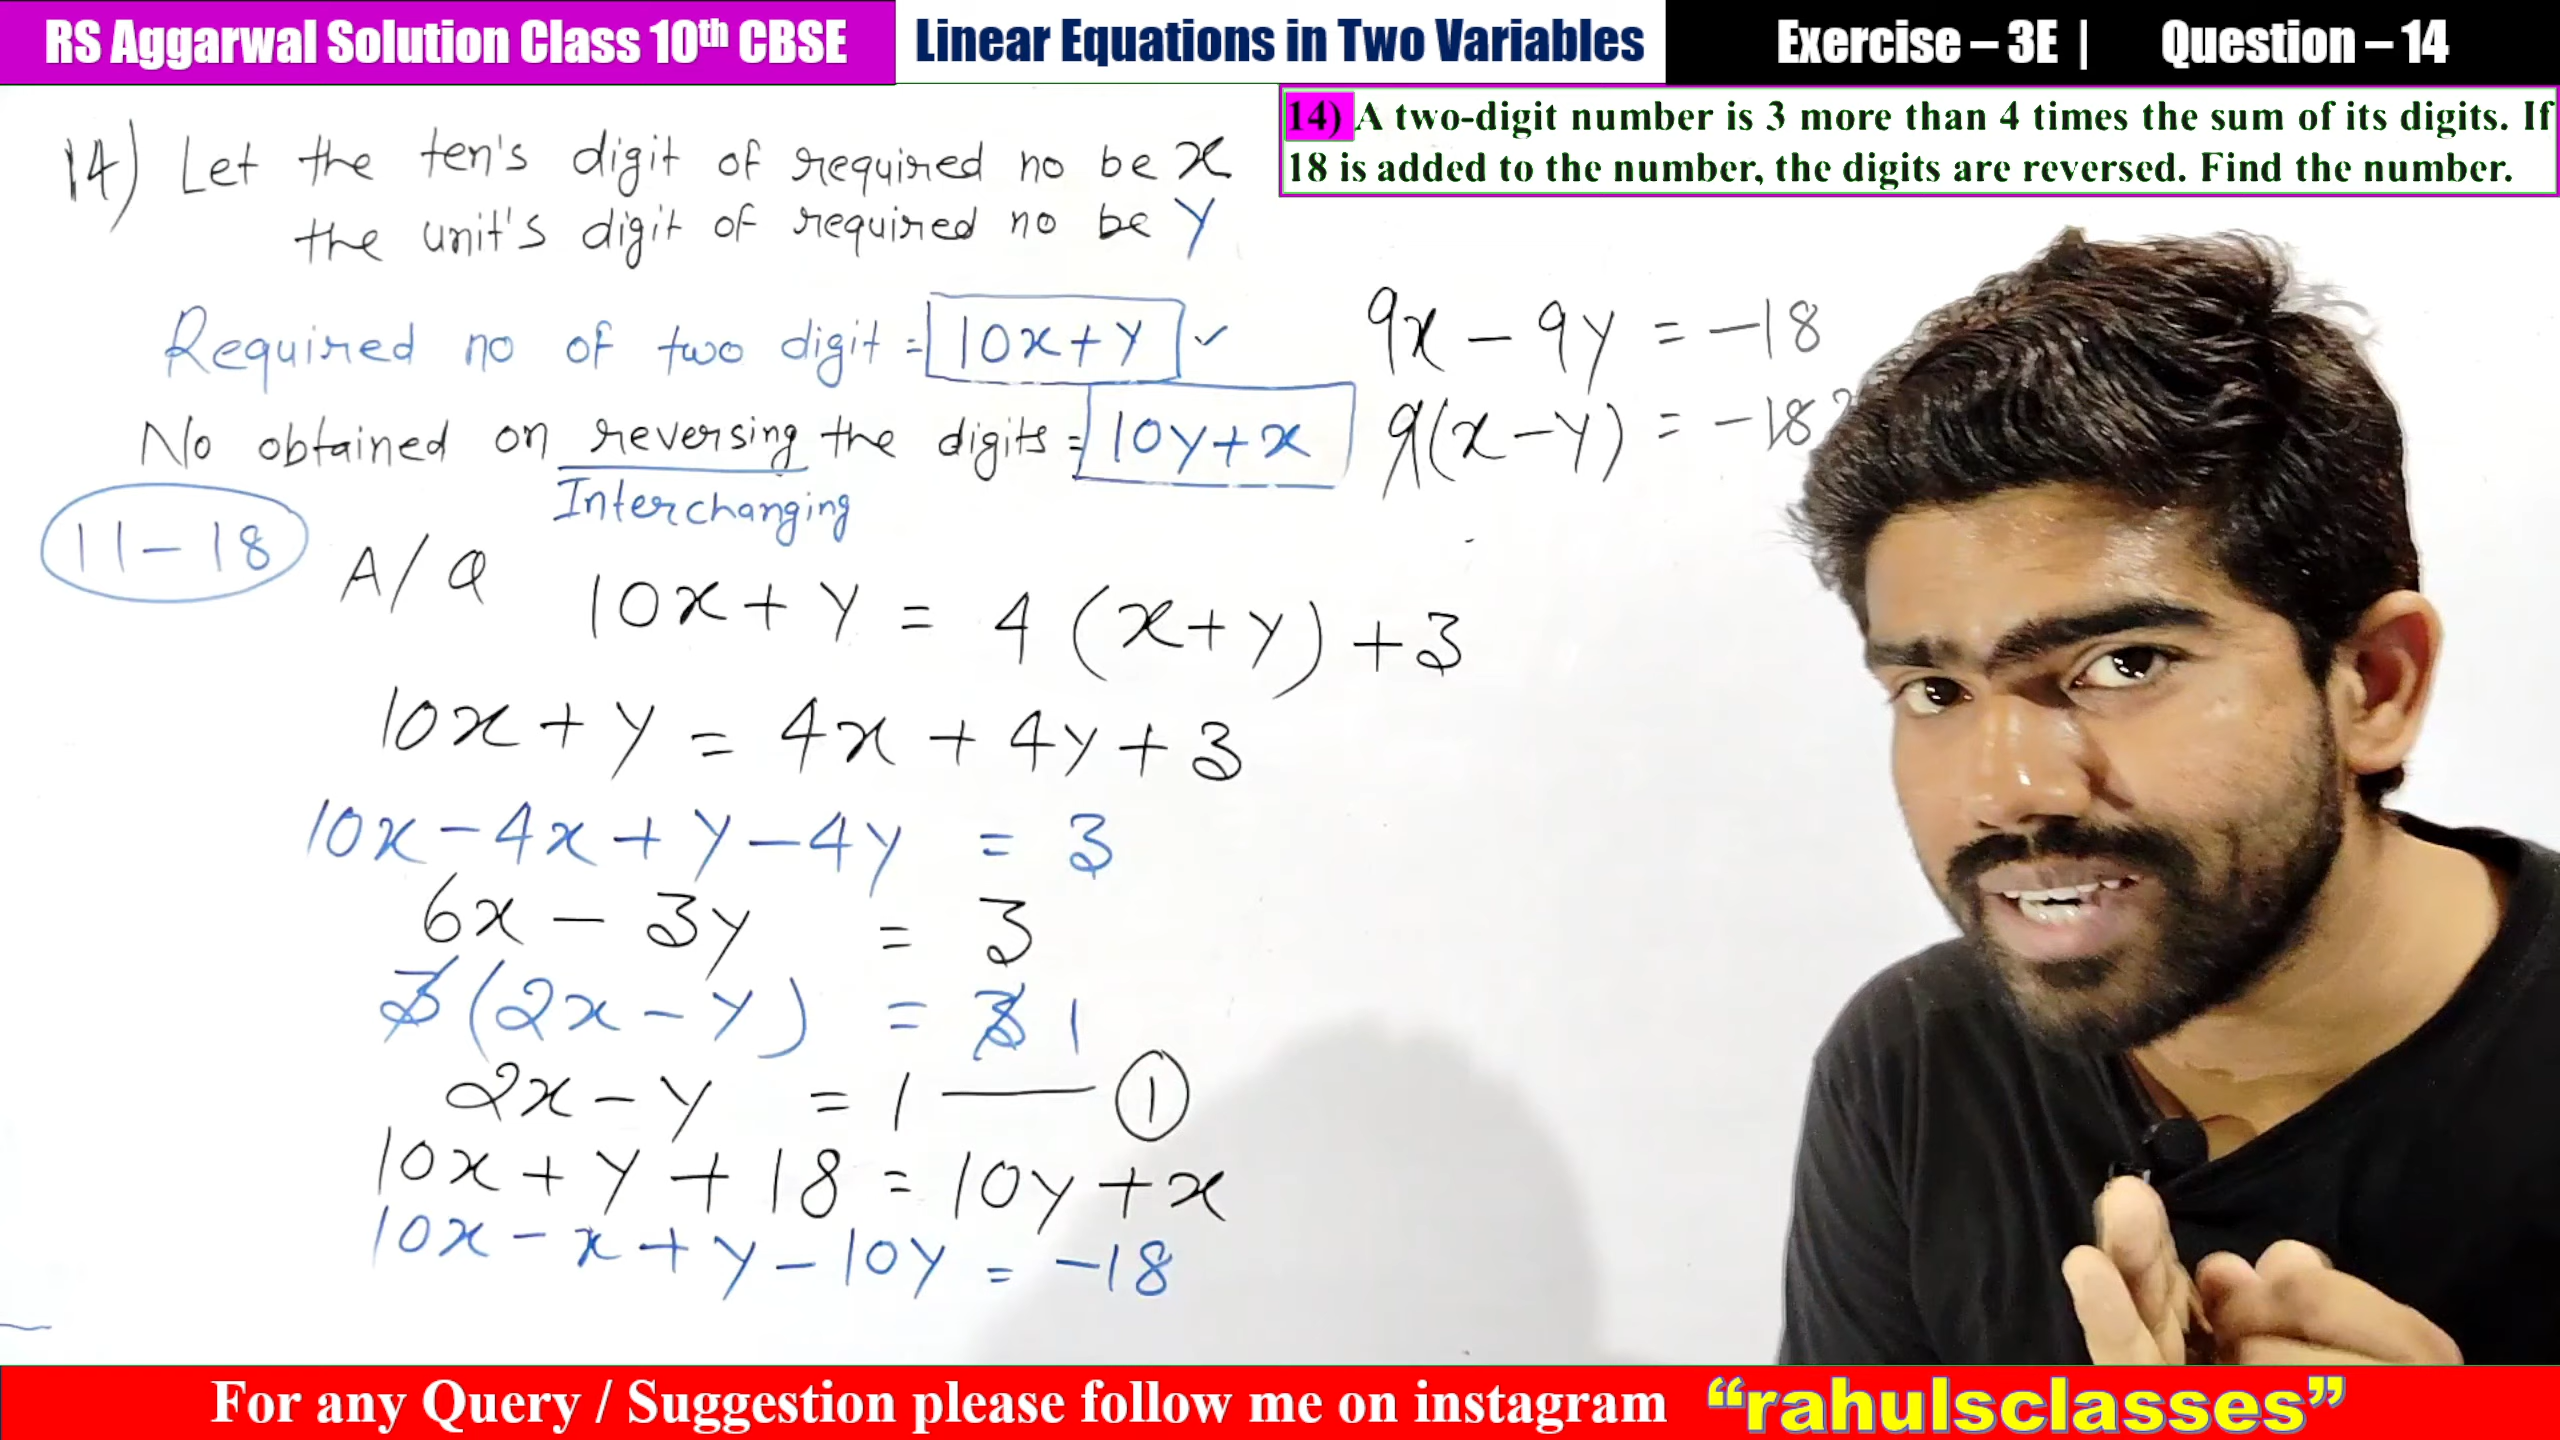 RS Aggarwal Solution Class 10th CBSE
Linear Equations in Two Variables
Exercise – 3E | Question – 14
14) A two-digit number is 3 more than 4 times the sum of its digits. If
18 is added to the number, the digits are reversed. Find the number.
14) Let the ten's digit of required no be x
the unit's digit of required no be y
Required no of two digit = 10x + y ✓
No obtained on reversing the digits = 10y + x
Interchanging
11 – 18
A/Q 10x + y = 4 (x + y) + 3
10x + y = 4x + 4y + 3
10x – 4x + y – 4y = 3
6x – 3y = 3
3 (2x – y) = 3 1
2x – y = 1 — ①
10x + y + 18 = 10y + x
10x – x + y – 10y = –18
9x – 9y = –18
9(x – y) = –18 2
For any Query / Suggestion please follow me on instagram “rahulsclasses”